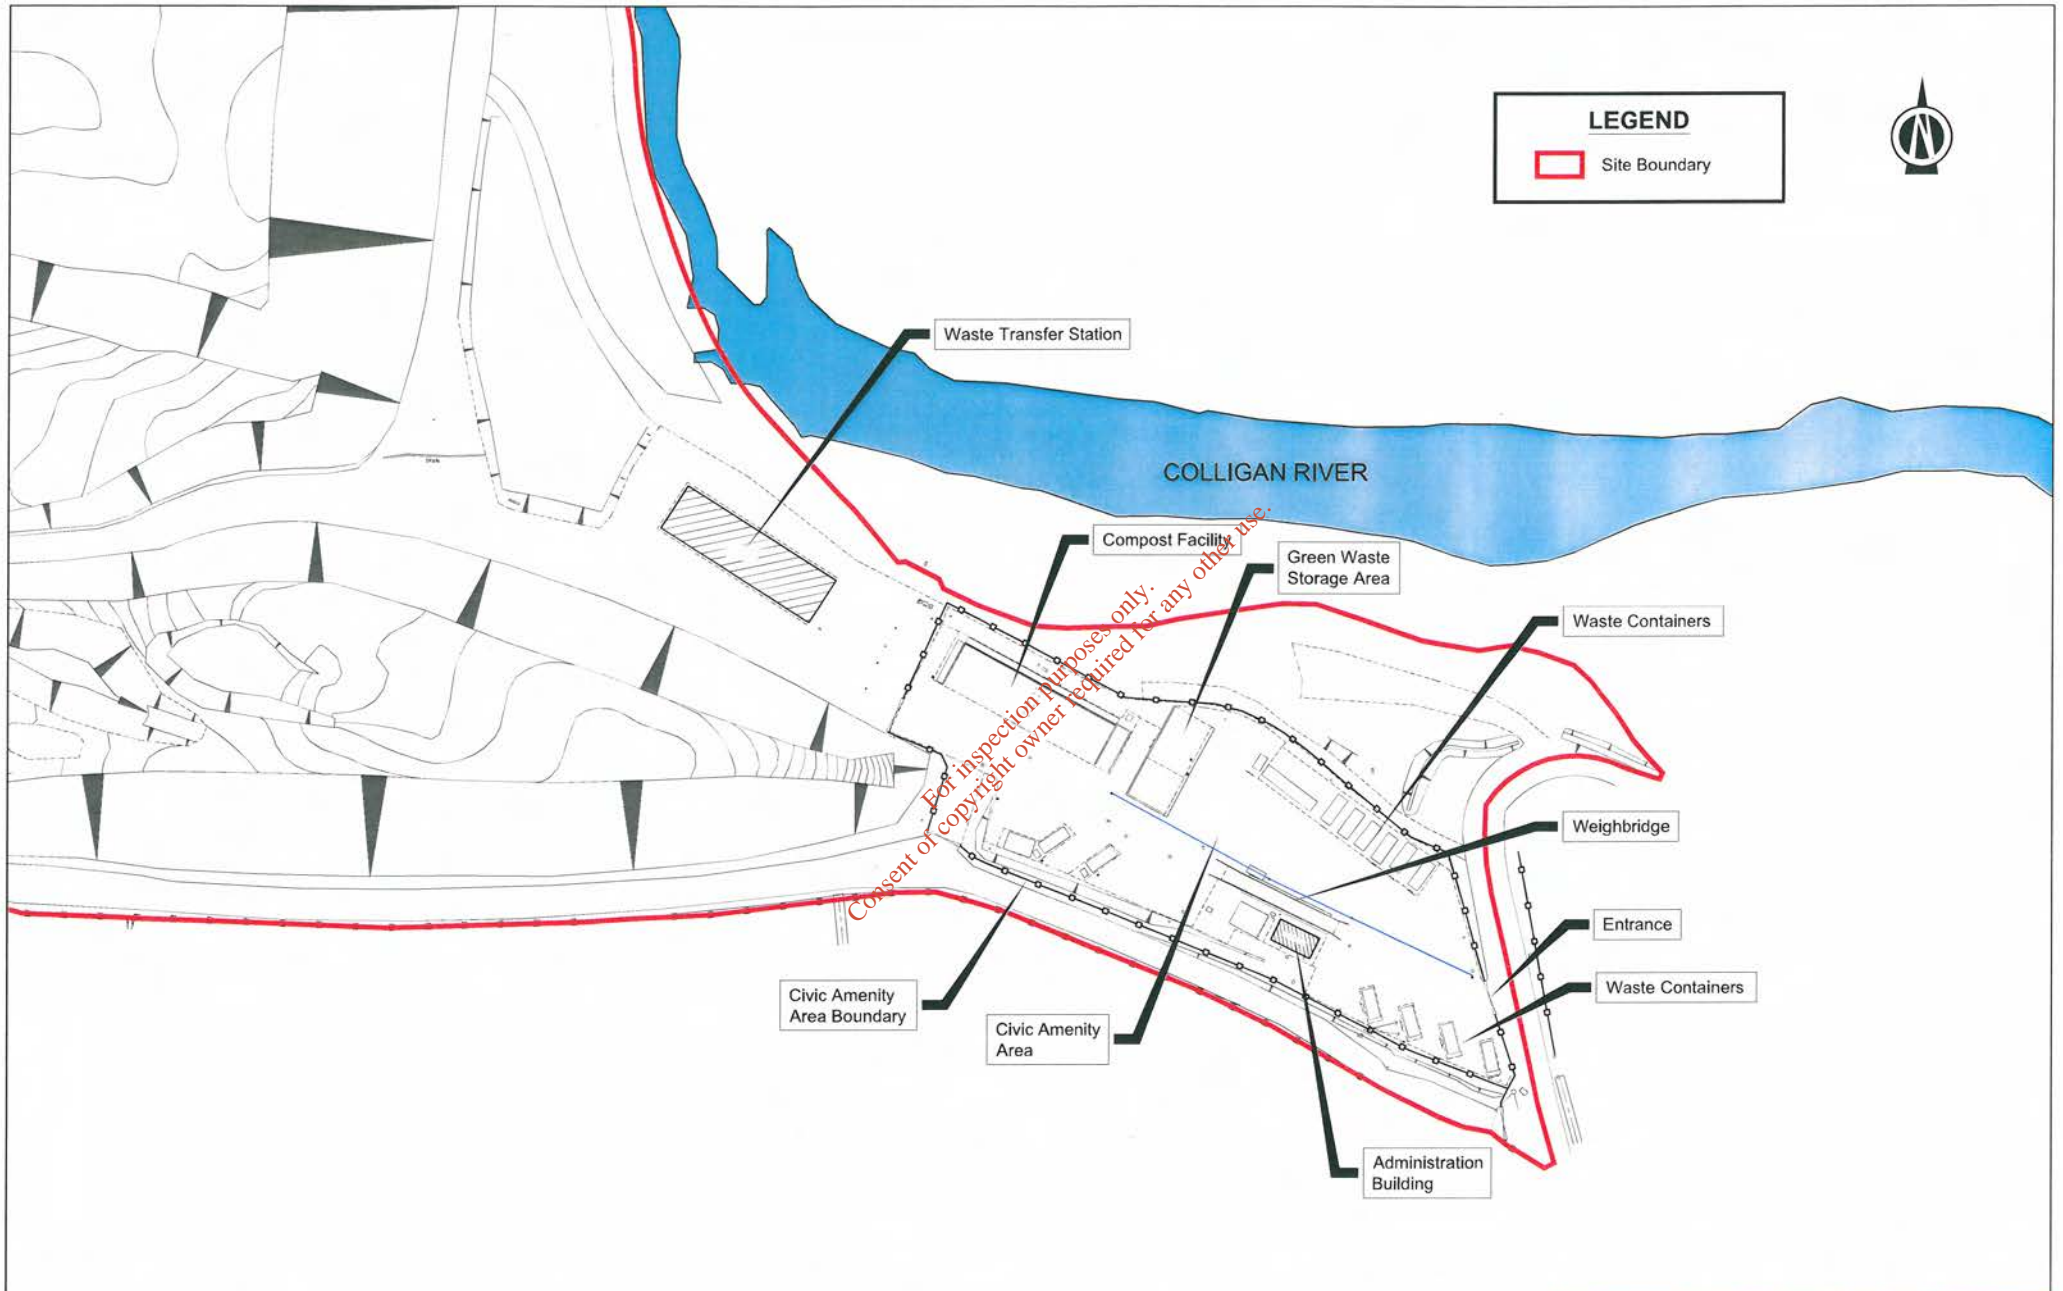 LEGEND
Site Boundary
N
Waste Transfer Station
COLLIGAN RIVER
Compost Facility
Green Waste
Storage Area
Waste Containers
Weighbridge
Entrance
Waste Containers
Civic Amenity
Area Boundary
Civic Amenity
Area
Administration
Building
For inspection purposes only.
Consent of copyright owner required for any other use.